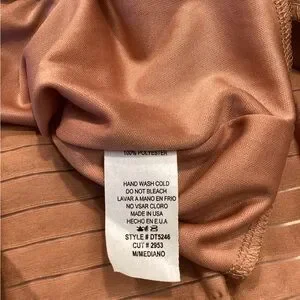 100% POLYESTER
HAND WASH COLD
DO NOT BLEACH
LAVAR A MANO EN FRIO
NO VSAR CLORO
MADE IN USA
HECHO EN E.U.A
STYLE # DT5246
CUT # 2953
M/MEDIANO